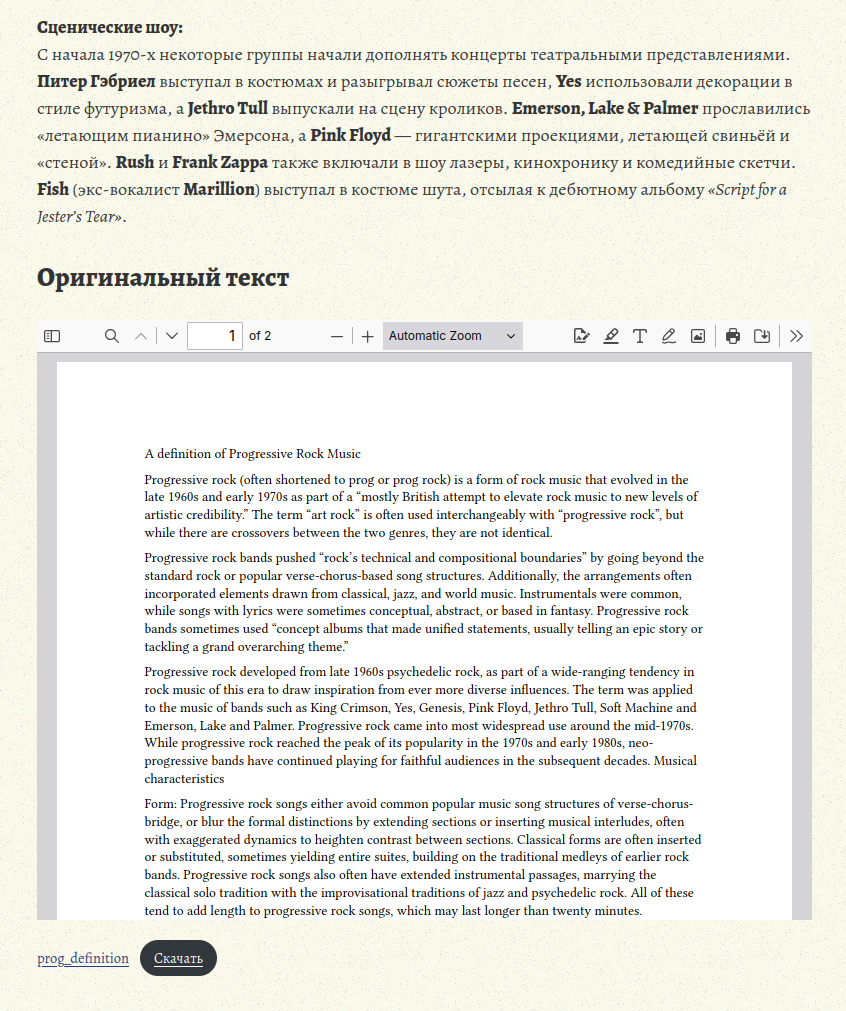 Сценические шоу:
С начала 1970-х некоторые группы начали дополнять концерты театральными представлениями.
Питер Гэбриел выступал в костюмах и разыгрывал сюжеты песен, Yes использовали декорации в
стиле футуризма, а Jethro Tull выпускали на сцену кроликов. Emerson, Lake & Palmer прославились
«летающим пианино» Эмерсона, а Pink Floyd — гигантскими проекциями, летающей свиньёй и
«стеной». Rush и Frank Zappa также включали в шоу лазеры, кинохронику и комедийные скетчи.
Fish (экс-вокалист Marillion) выступал в костюме шута, отсылая к дебютному альбому «Script for a
Jester's Tear».
Оригинальный текст
1 of 2 Automatic Zoom
A definition of Progressive Rock Music
Progressive rock (often shortened to prog or prog rock) is a form of rock music that evolved in the
late 1960s and early 1970s as part of a “mostly British attempt to elevate rock music to new levels of
artistic credibility.” The term “art rock” is often used interchangeably with “progressive rock”, but
while there are crossovers between the two genres, they are not identical.
Progressive rock bands pushed “rock’s technical and compositional boundaries” by going beyond the
standard rock or popular verse-chorus-based song structures. Additionally, the arrangements often
incorporated elements drawn from classical, jazz, and world music. Instrumentals were common,
while songs with lyrics were sometimes conceptual, abstract, or based in fantasy. Progressive rock
bands sometimes used “concept albums that made unified statements, usually telling an epic story or
tackling a grand overarching theme.”
Progressive rock developed from late 1960s psychedelic rock, as part of a wide-ranging tendency in
rock music of this era to draw inspiration from ever more diverse influences. The term was applied
to the music of bands such as King Crimson, Yes, Genesis, Pink Floyd, Jethro Tull, Soft Machine and
Emerson, Lake and Palmer. Progressive rock came into most widespread use around the mid-1970s.
While progressive rock reached the peak of its popularity in the 1970s and early 1980s, neo-
progressive bands have continued playing for faithful audiences in the subsequent decades. Musical
characteristics
Form: Progressive rock songs either avoid common popular music song structures of verse-chorus-
bridge, or blur the formal distinctions by extending sections or inserting musical interludes, often
with exaggerated dynamics to heighten contrast between sections. Classical forms are often inserted
or substituted, sometimes yielding entire suites, building on the traditional medleys of earlier rock
bands. Progressive rock songs also often have extended instrumental passages, marrying the
classical solo tradition with the improvisational traditions of jazz and psychedelic rock. All of these
tend to add length to progressive rock songs, which may last longer than twenty minutes.
prog_definition Скачать